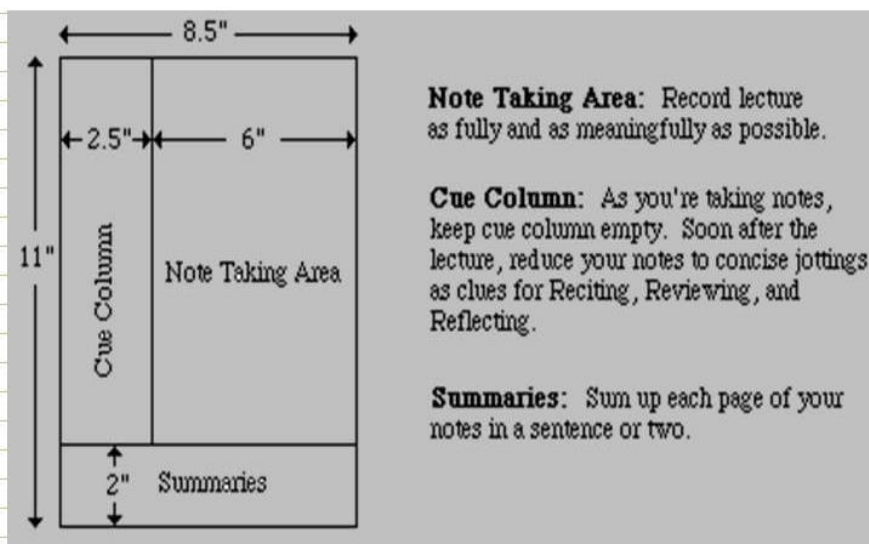 8.5"
2.5"
6"
11"
Cue Column
Note Taking Area
2"
Summaries
Note Taking Area: Record lecture
as fully and as meaningfully as possible.
Cue Column: As you're taking notes,
keep cue column empty. Soon after the
lecture, reduce your notes to concise jottings
as clues for Reciting, Reviewing, and
Reflecting.
Summaries: Sum up each page of your
notes in a sentence or two.